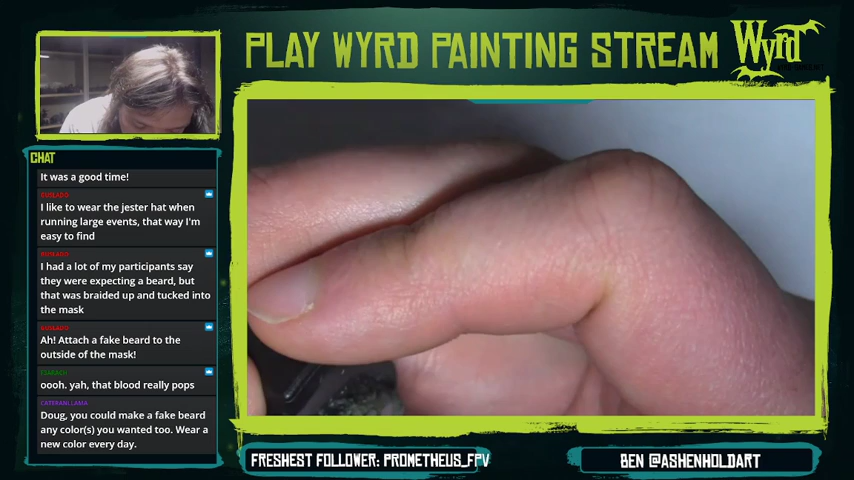 PLAY WYRD PAINTING STREAM
Wyrd
CHAT
It was a good time!
I like to wear the jester hat when
running large events, that way I'm
easy to find
I had a lot of my participants say
they were expecting a beard, but
that was braided up and tucked into
the mask
Ah! Attach a fake beard to the
outside of the mask!
oooh. yah, that blood really pops
CATERANLLAMA
Doug, you could make a fake beard
any color(s) you wanted too. Wear a
new color every day.
FRESHEST FOLLOWER: PROMETHEUS_FPV
BEN @ASHENHOLDART